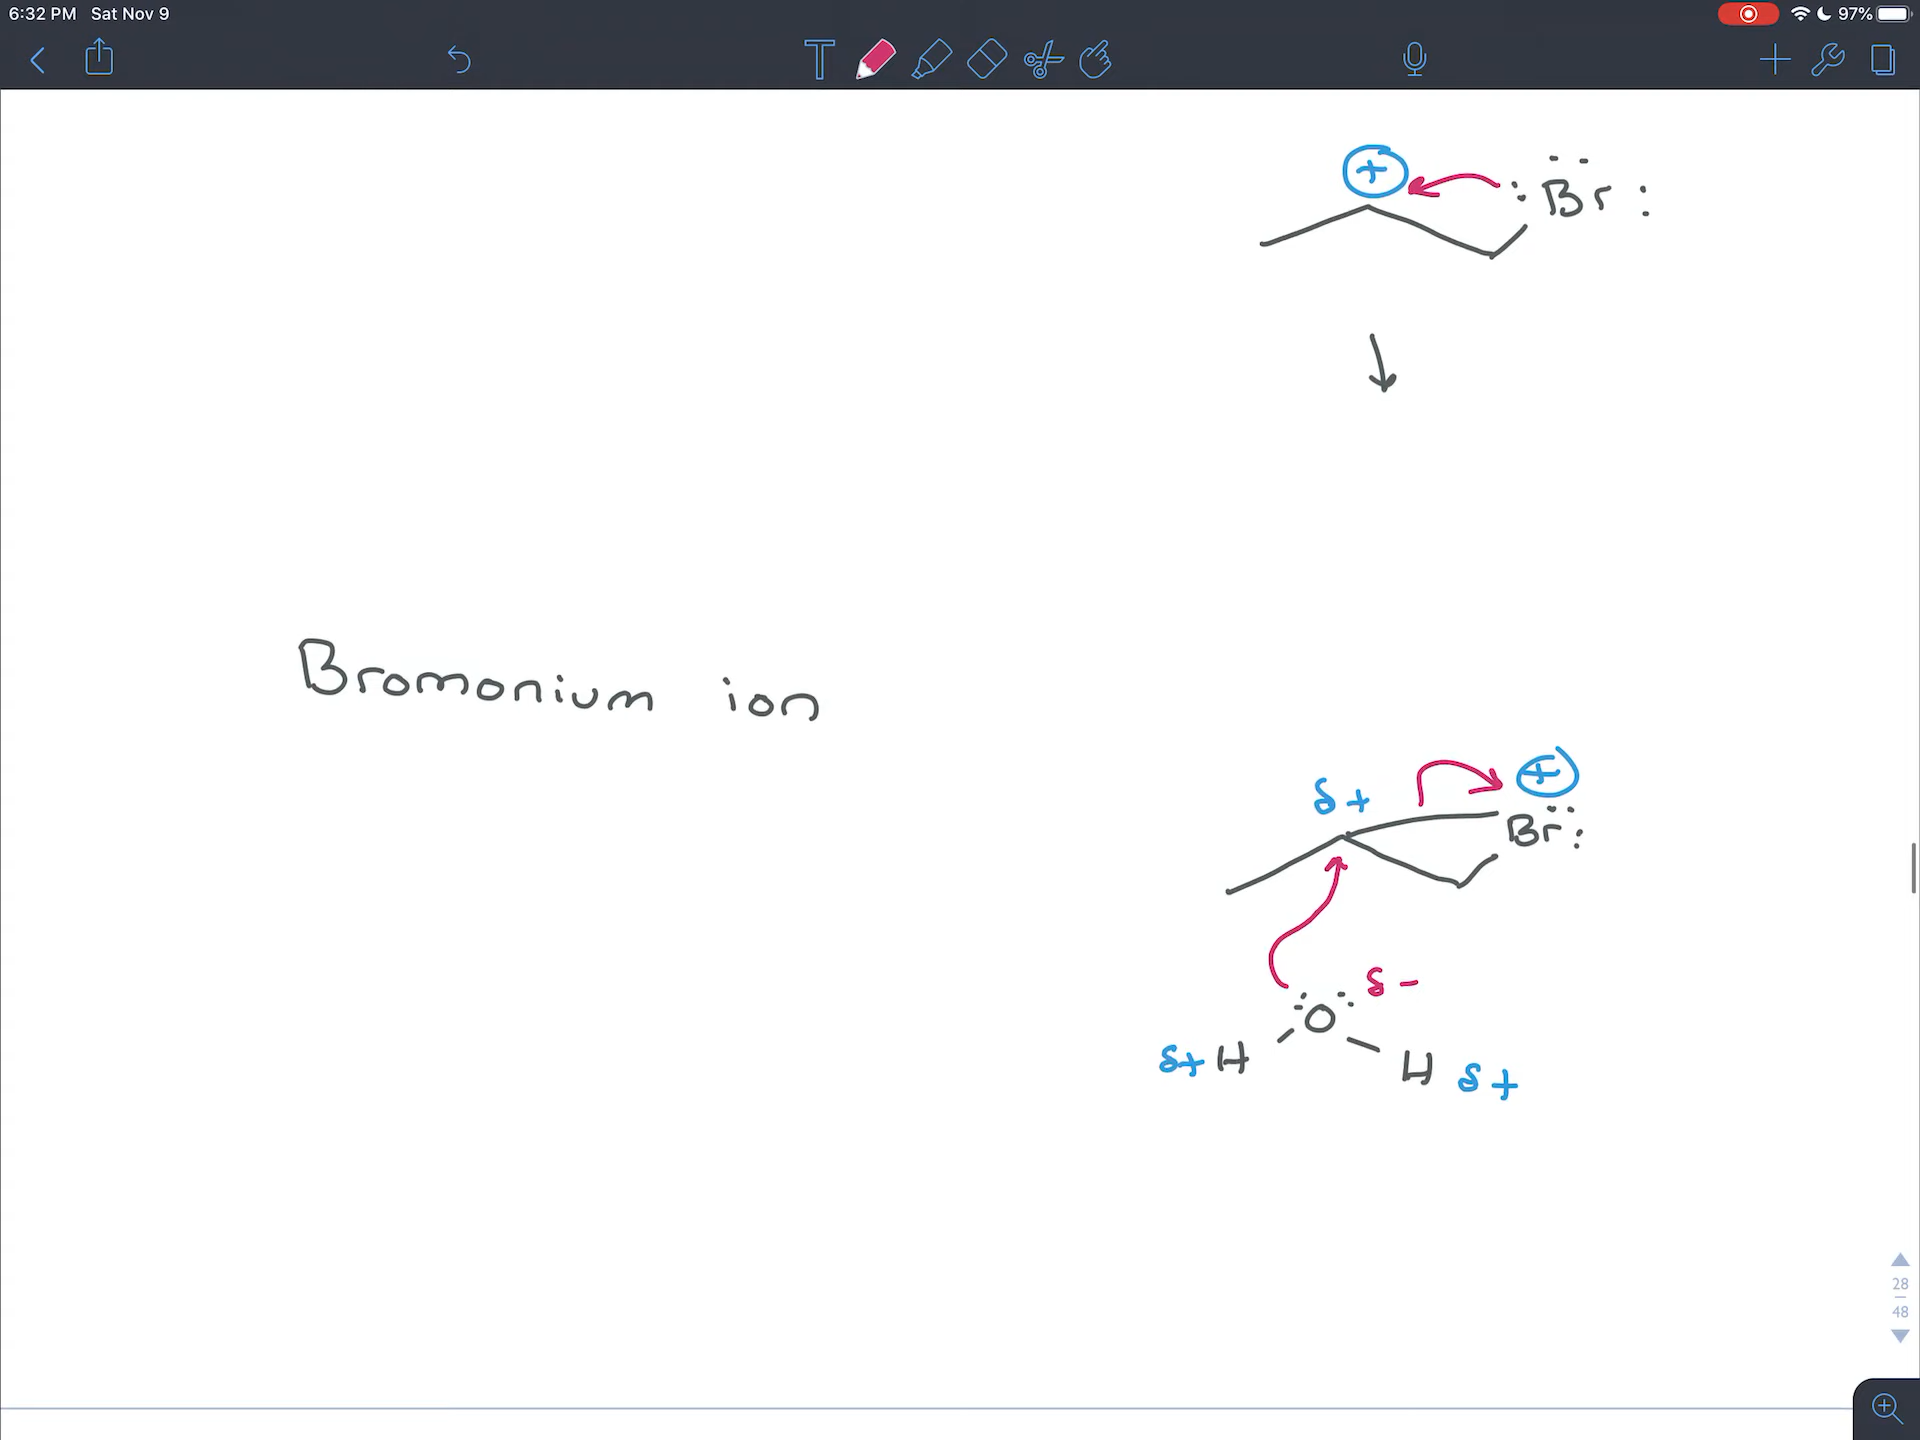 6:32 PM Sat Nov 9
97%
T
+
: Br :
Bromonium ion
δ+
+
Br:
δ-
O
δ+ H
H δ+
28
48